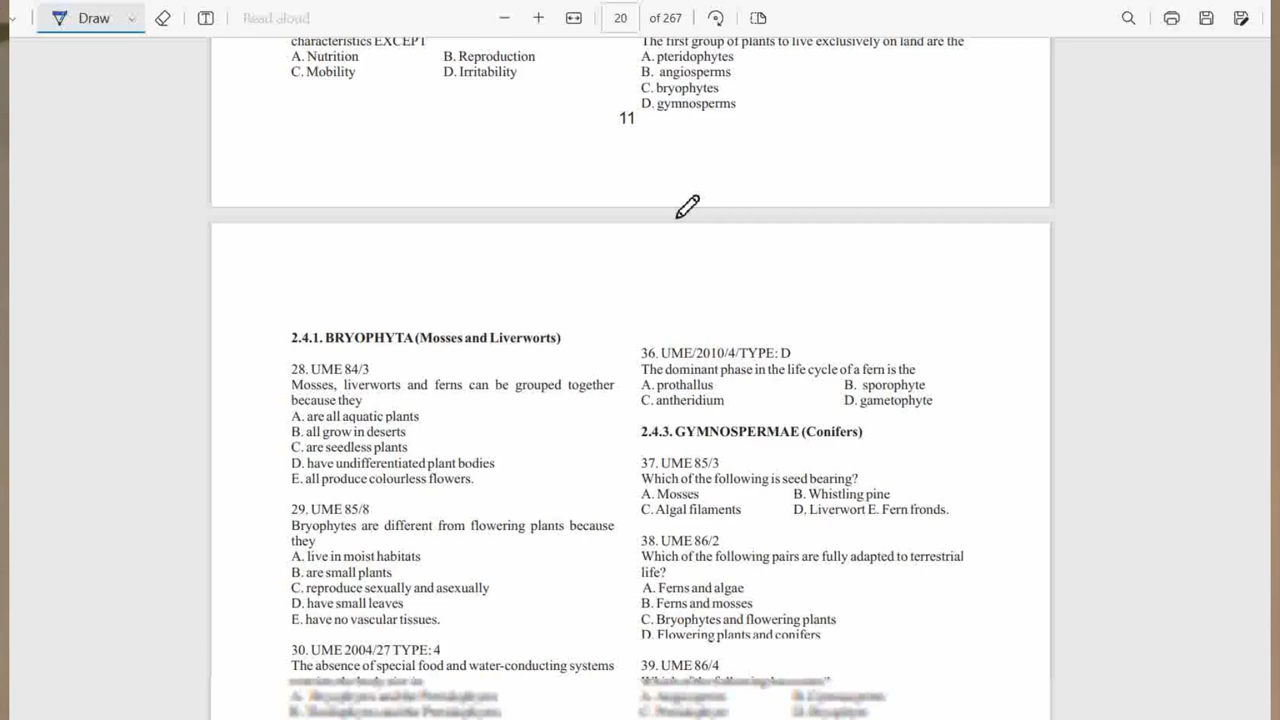 Draw
Read aloud
20 of 267
characteristics EXCEPT
A. Nutrition B. Reproduction
C. Mobility D. Irritability
The first group of plants to live exclusively on land are the
A. pteridophytes
B. angiosperms
C. bryophytes
D. gymnosperms
11
2.4.1. BRYOPHYTA (Mosses and Liverworts)
28. UME 84/3
Mosses, liverworts and ferns can be grouped together
because they
A. are all aquatic plants
B. all grow in deserts
C. are seedless plants
D. have undifferentiated plant bodies
E. all produce colourless flowers.
29. UME 85/8
Bryophytes are different from flowering plants because
they
A. live in moist habitats
B. are small plants
C. reproduce sexually and asexually
D. have small leaves
E. have no vascular tissues.
30. UME 2004/27 TYPE: 4
The absence of special food and water-conducting systems
36. UME/2010/4/TYPE: D
The dominant phase in the life cycle of a fern is the
A. prothallus B. sporophyte
C. antheridium D. gametophyte
2.4.3. GYMNOSPERMAE (Conifers)
37. UME 85/3
Which of the following is seed bearing?
A. Mosses B. Whistling pine
C. Algal filaments D. Liverwort E. Fern fronds.
38. UME 86/2
Which of the following pairs are fully adapted to terrestrial
life?
A. Ferns and algae
B. Ferns and mosses
C. Bryophytes and flowering plants
D. Flowering plants and conifers
39. UME 86/4